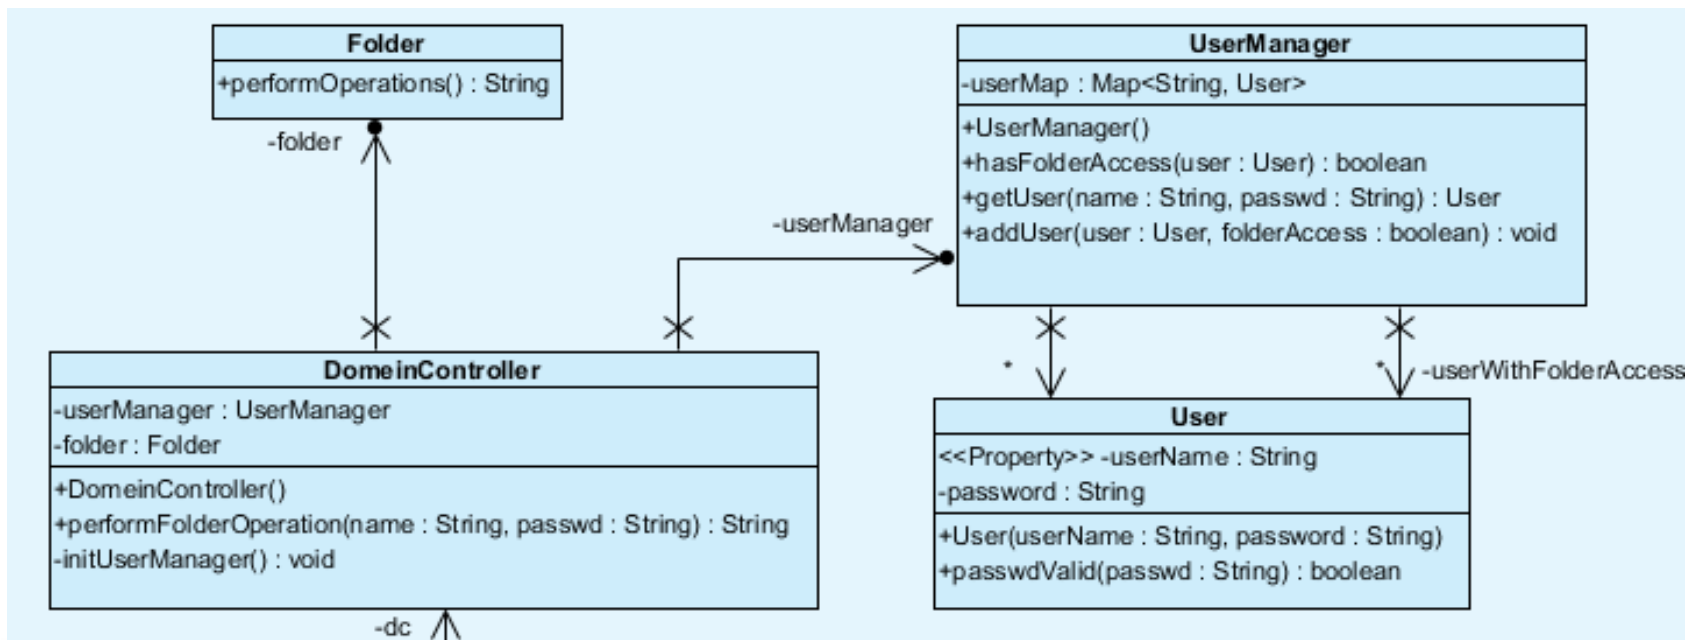 Folder
+performOperations() : String
-folder
UserManager
-userMap : Map<String, User>
+UserManager()
+hasFolderAccess(user : User) : boolean
+getUser(name : String, passwd : String) : User
+addUser(user : User, folderAccess : boolean) : void
-userManager
DomeinController
-userManager : UserManager
-folder : Folder
+DomeinController()
+performFolderOperation(name : String, passwd : String) : String
-initUserManager() : void
-dc
*
*
-userWithFolderAccess
User
<<Property>> -userName : String
-password : String
+User(userName : String, password : String)
+passwdValid(passwd : String) : boolean